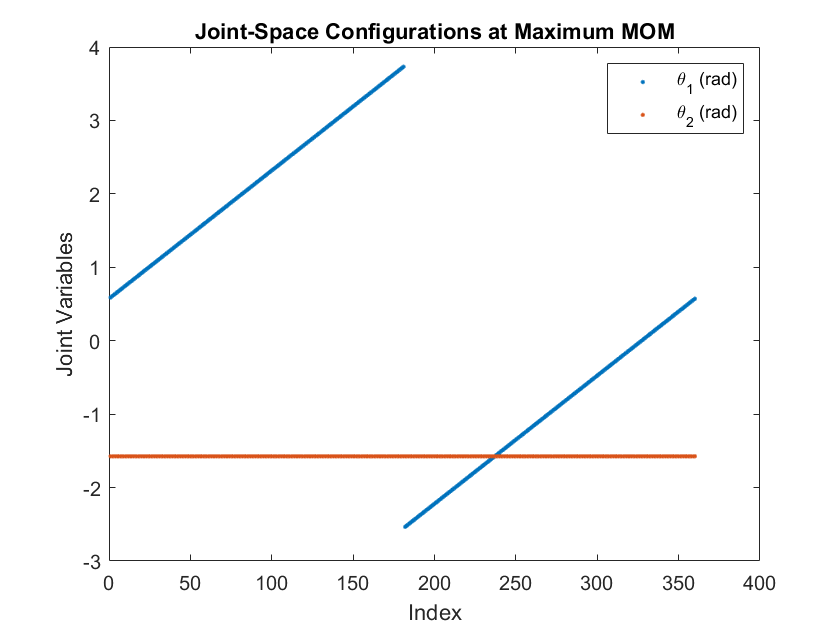 Joint-Space Configurations at Maximum MOM
θ1 (rad)
θ2 (rad)
4
3
2
1
0
-1
-2
-3
Joint Variables
0 50 100 150 200 250 300 350 400
Index